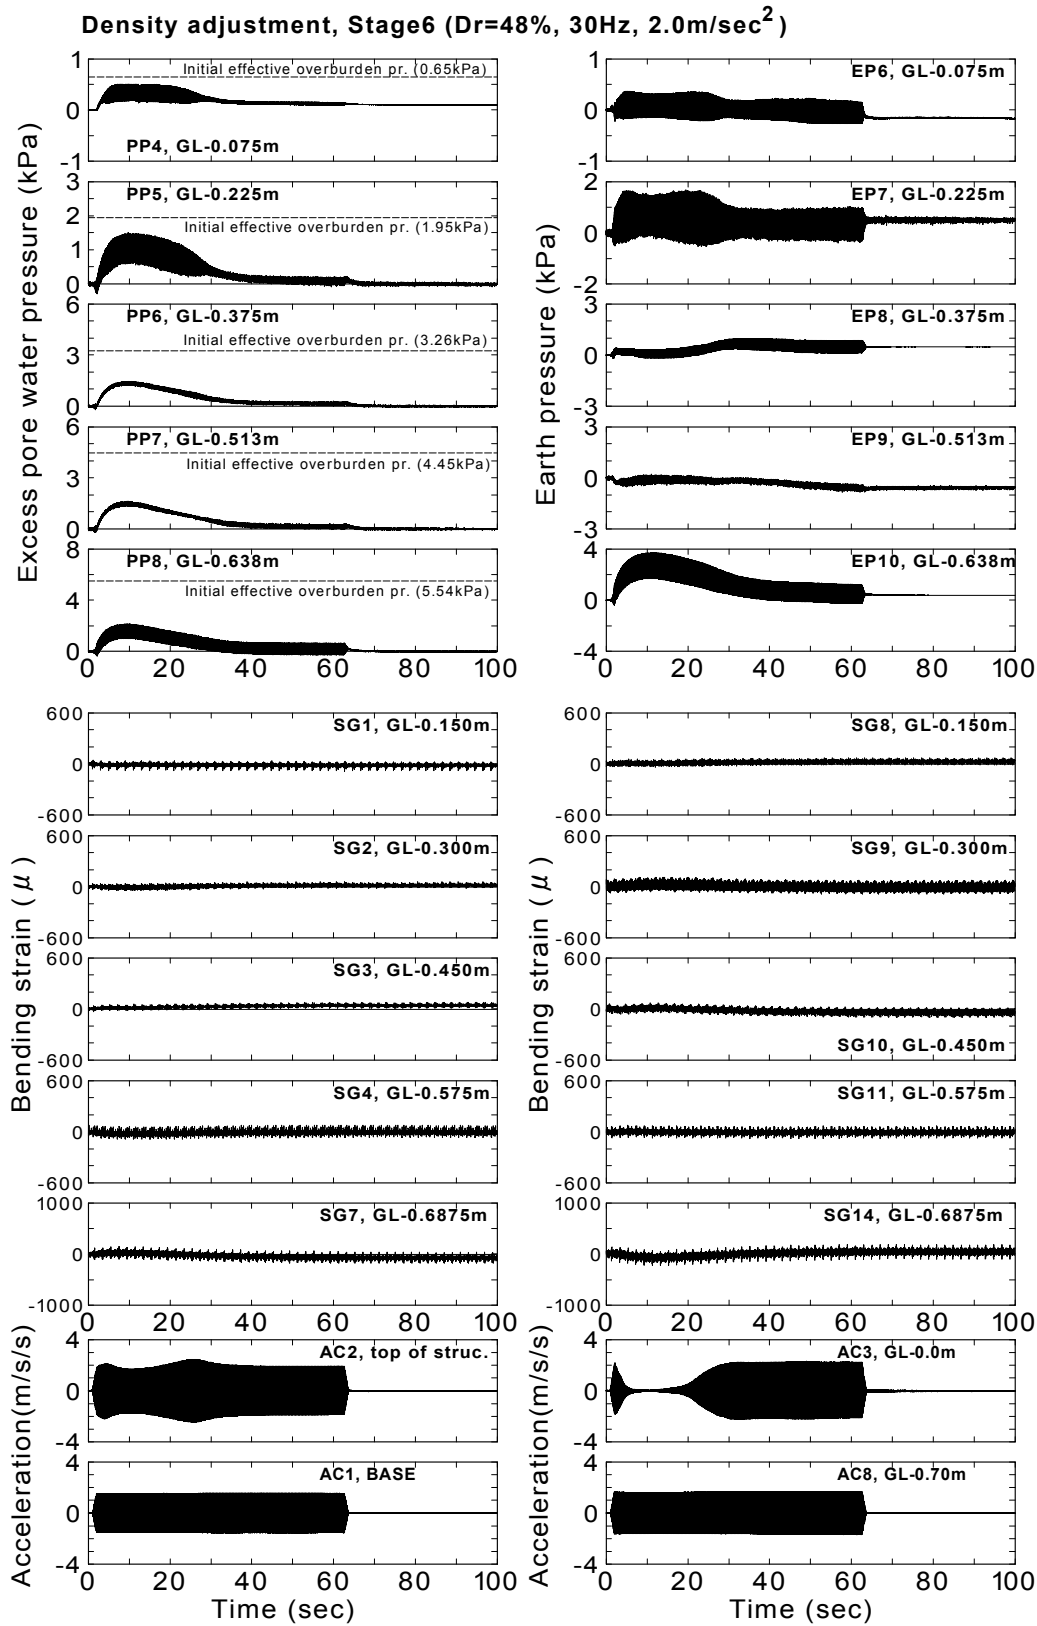 Density adjustment, Stage6 (Dr=48%, 30Hz, 2.0m/sec²)
Excess pore water pressure (kPa)
1
0
-1
Initial effective overburden pr. (0.65kPa)
PP4, GL-0.075m
3
2
1
0
PP5, GL-0.225m
Initial effective overburden pr. (1.95kPa)
6
3
0
PP6, GL-0.375m
Initial effective overburden pr. (3.26kPa)
6
3
0
PP7, GL-0.513m
Initial effective overburden pr. (4.45kPa)
8
4
0
PP8, GL-0.638m
Initial effective overburden pr. (5.54kPa)
0 20 40 60 80 100
Earth pressure (kPa)
1
0
-1
EP6, GL-0.075m
2
0
-2
EP7, GL-0.225m
3
0
-3
EP8, GL-0.375m
3
0
-3
EP9, GL-0.513m
4
0
-4
EP10, GL-0.638m
0 20 40 60 80 100
Bending strain (μ)
600
0
-600
SG1, GL-0.150m
600
0
-600
SG2, GL-0.300m
600
0
-600
SG3, GL-0.450m
600
0
-600
SG4, GL-0.575m
1000
0
-1000
SG7, GL-0.6875m
0 20 40 60 80 100
Bending strain (μ)
600
0
-600
SG8, GL-0.150m
600
0
-600
SG9, GL-0.300m
600
0
-600
SG10, GL-0.450m
600
0
-600
SG11, GL-0.575m
1000
0
-1000
SG14, GL-0.6875m
0 20 40 60 80 100
Acceleration(m/s/s)
4
0
-4
AC2, top of struc.
4
0
-4
AC1, BASE
0 20 40 60 80 100
Time (sec)
Acceleration(m/s/s)
4
0
-4
AC3, GL-0.0m
4
0
-4
AC8, GL-0.70m
0 20 40 60 80 100
Time (sec)